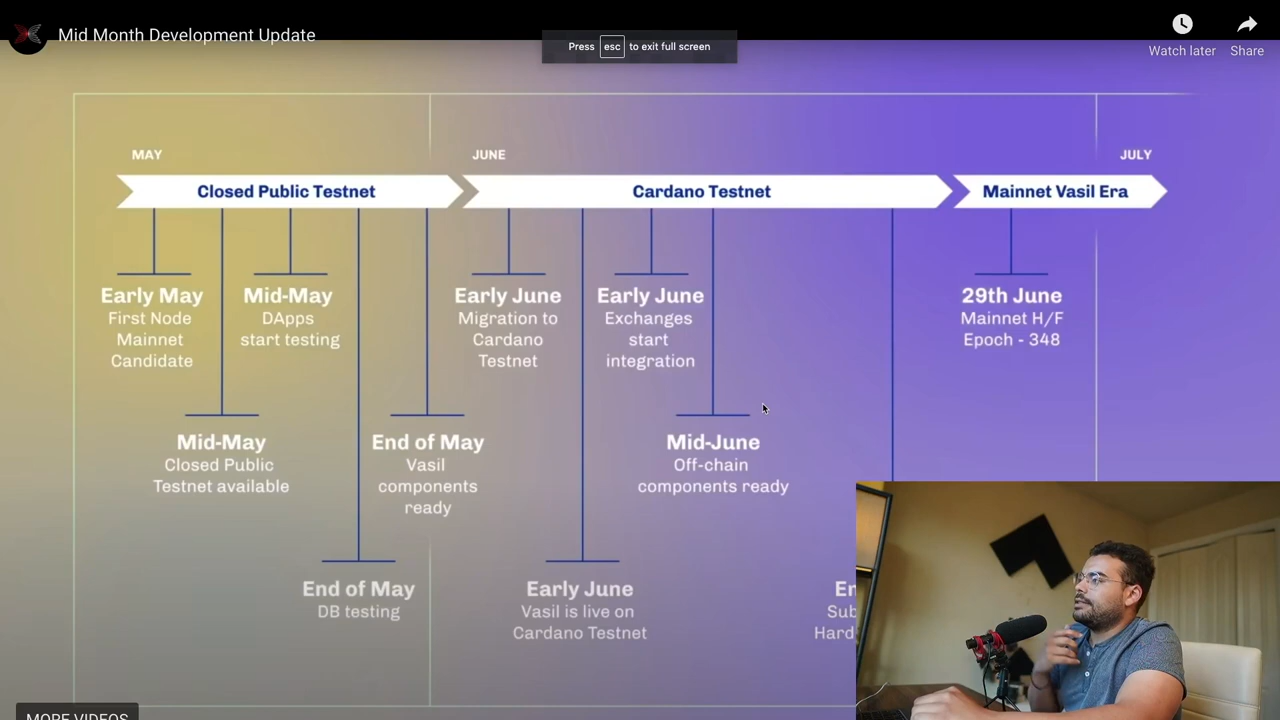 Mid Month Development Update
Press esc to exit full screen
Watch later
Share
MAY
JUNE
JULY
Closed Public Testnet
Cardano Testnet
Mainnet Vasil Era
Early May
First Node
Mainnet
Candidate
Mid-May
DApps
start testing
Early June
Migration to
Cardano
Testnet
Early June
Exchanges
start
integration
29th June
Mainnet H/F
Epoch - 348
Mid-May
Closed Public
Testnet available
End of May
Vasil
components
ready
Mid-June
Off-chain
components ready
End of May
DB testing
Early June
Vasil is live on
Cardano Testnet
En
Sub
Hard
MORE VIDEOS